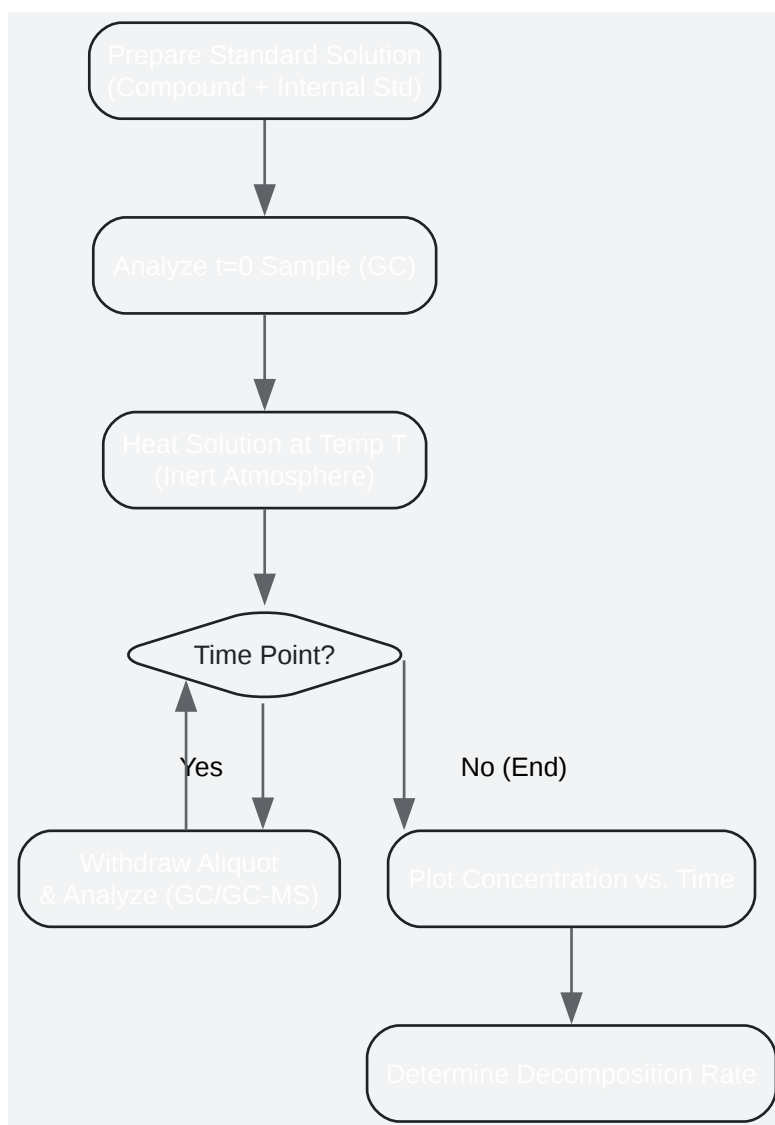 Prepare Standard Solution
(Compound + Internal Std)
Analyze t=0 Sample (GC)
Heat Solution at Temp T
(Inert Atmosphere)
Time Point?
Yes
No (End)
Withdraw Aliquot
& Analyze (GC/GC-MS)
Plot Concentration vs. Time
Determine Decomposition Rate